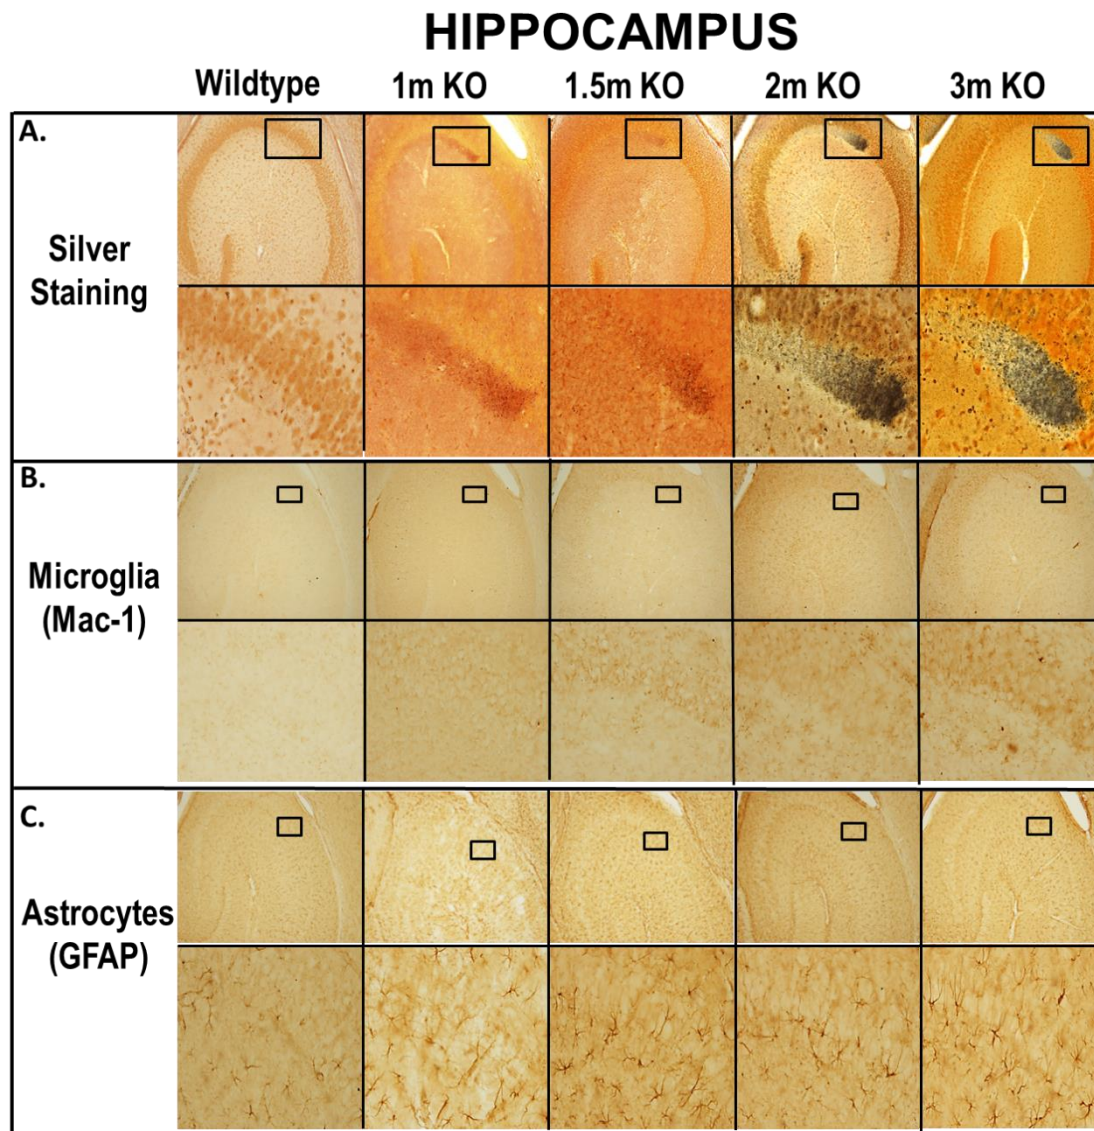 HIPPOCAMPUS
Wildtype 1m KO 1.5m KO 2m KO 3m KO
A.
Silver
Staining
B.
Microglia
(Mac-1)
C.
Astrocytes
(GFAP)